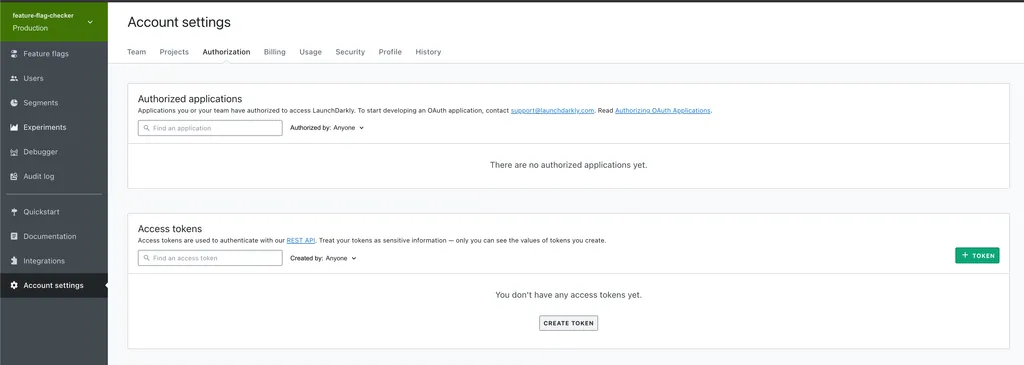 feature-flag-checker
Production
Feature flags
Users
Segments
Experiments
Debugger
Audit log
Quickstart
Documentation
Integrations
Account settings
Account settings
Team Projects Authorization Billing Usage Security Profile History
Authorized applications
Applications you or your team have authorized to access LaunchDarkly. To start developing an OAuth application, contact support@launchdarkly.com. Read Authorizing OAuth Applications.
Find an application Authorized by: Anyone
There are no authorized applications yet.
Access tokens
Access tokens are used to authenticate with our REST API. Treat your tokens as sensitive information — only you can see the values of tokens you create.
Find an access token Created by: Anyone + TOKEN
You don't have any access tokens yet.
CREATE TOKEN